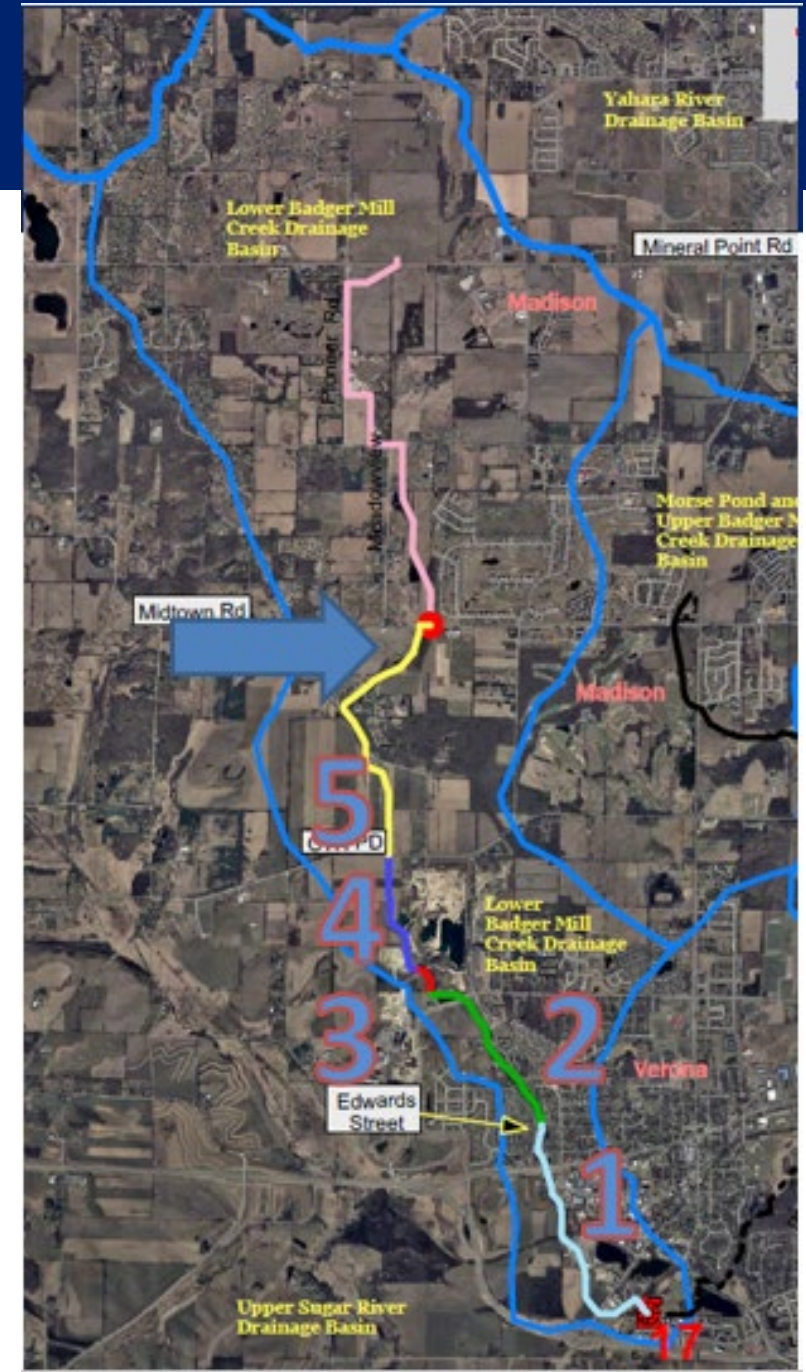 Yahara River
Drainage Basin
Lower Badger Mill
Creek Drainage
Basin
Mineral Point Rd
Madison
Pioneer Rd
Meadowview
Morse Pond and
Upper Badger M
Creek Drainage
Basin
Midtown Rd
Madison
5
PD
4
Lower
Badger Mill
Creek Drainage
Basin
3
2
Verona
Edwards
Street
1
Upper Sugar River
Drainage Basin
17